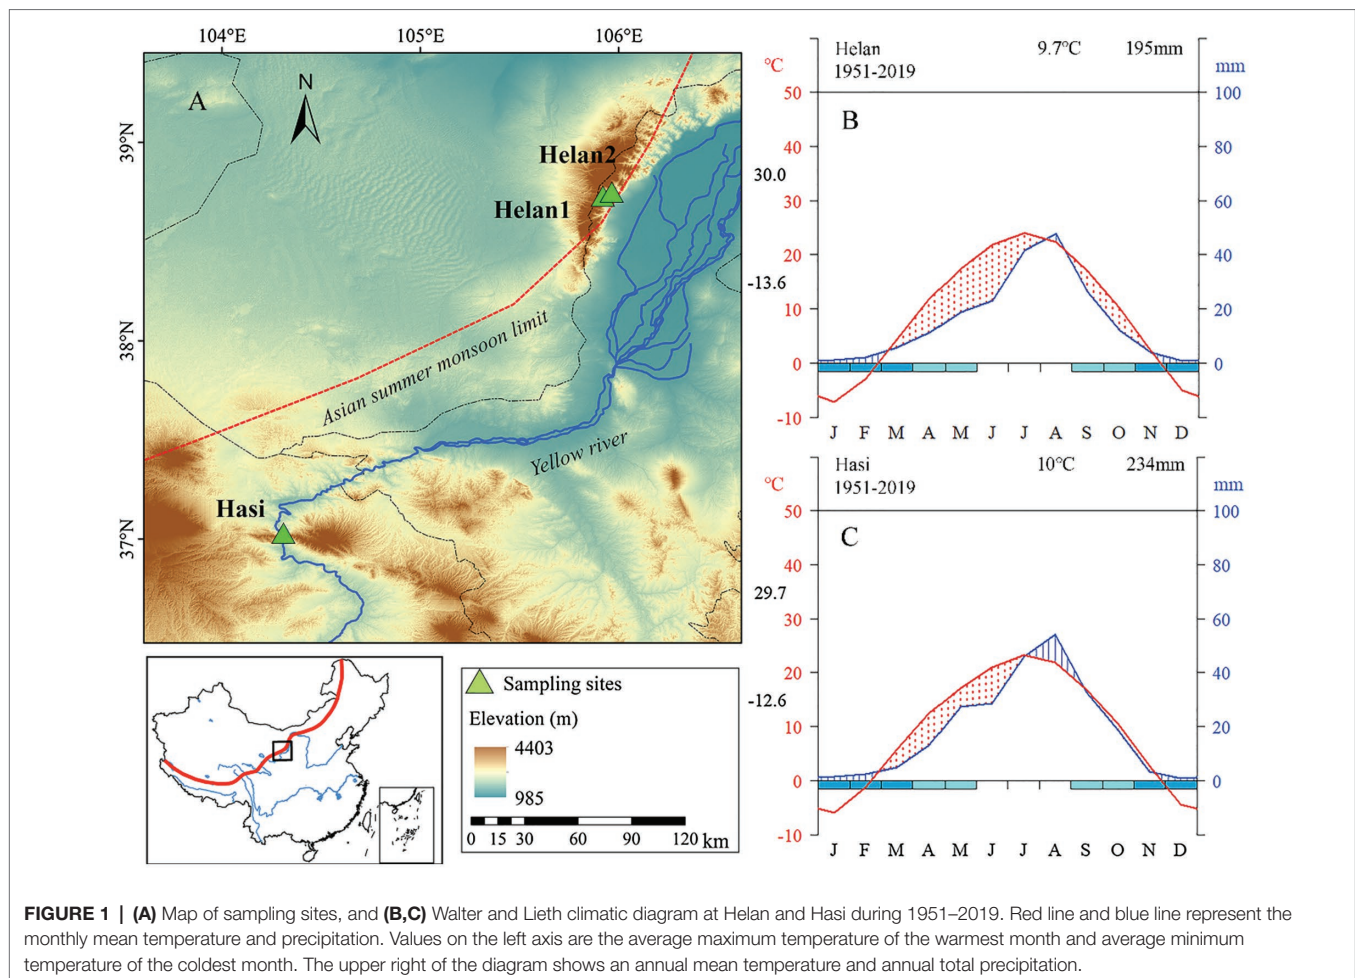 104°E 105°E 106°E
39°N
38°N
37°N
A
N
Helan2
Helan1
Asian summer monsoon limit
Yellow river
Hasi
Sampling sites
Elevation (m)
4403
985
0 15 30 60 90 120 km
Helan 9.7°C 195mm
1951-2019
°C mm
B
50 100
40 80
30.0
30 60
20 40
-13.6
10 20
0 0
-10
J F M A M J J A S O N D
Hasi 10°C 234mm
1951-2019
°C mm
C
50 100
40 80
29.7
30 60
20 40
-12.6
10 20
0 0
-10
J F M A M J J A S O N D
FIGURE 1 | (A) Map of sampling sites, and (B,C) Walter and Lieth climatic diagram at Helan and Hasi during 1951–2019. Red line and blue line represent the
monthly mean temperature and precipitation. Values on the left axis are the average maximum temperature of the warmest month and average minimum
temperature of the coldest month. The upper right of the diagram shows an annual mean temperature and annual total precipitation.